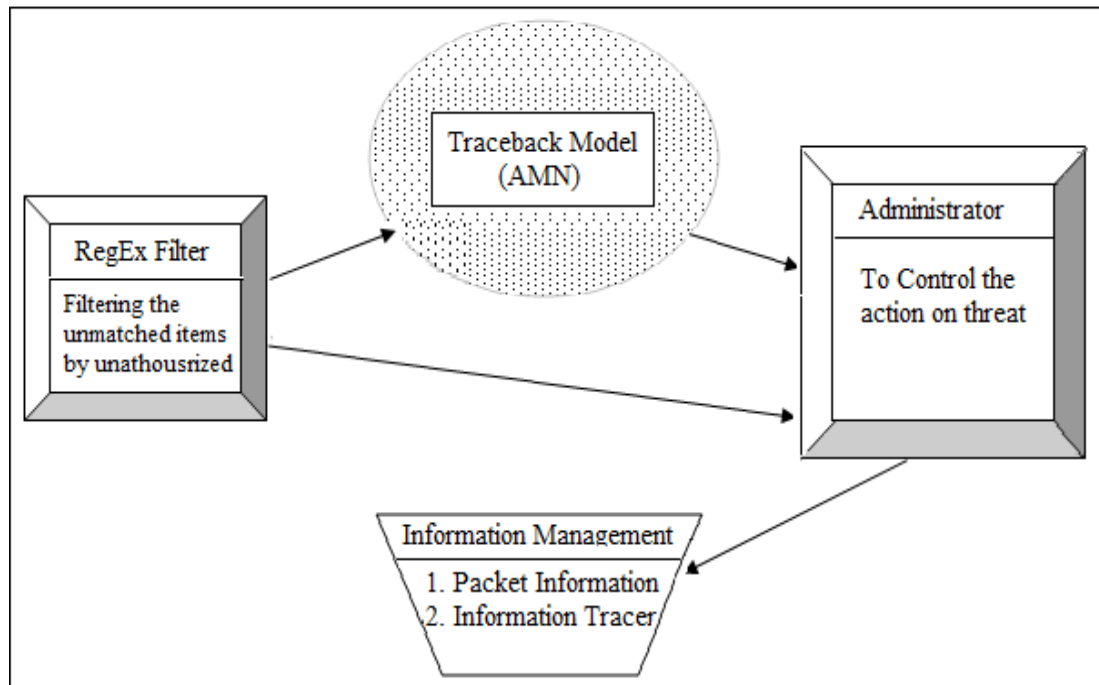 Traceback Model
(AMN)
RegEx Filter
Filtering the
unmatched items
by unathousrized
Administrator
To Control the
action on threat
Information Management
1. Packet Information
2. Information Tracer